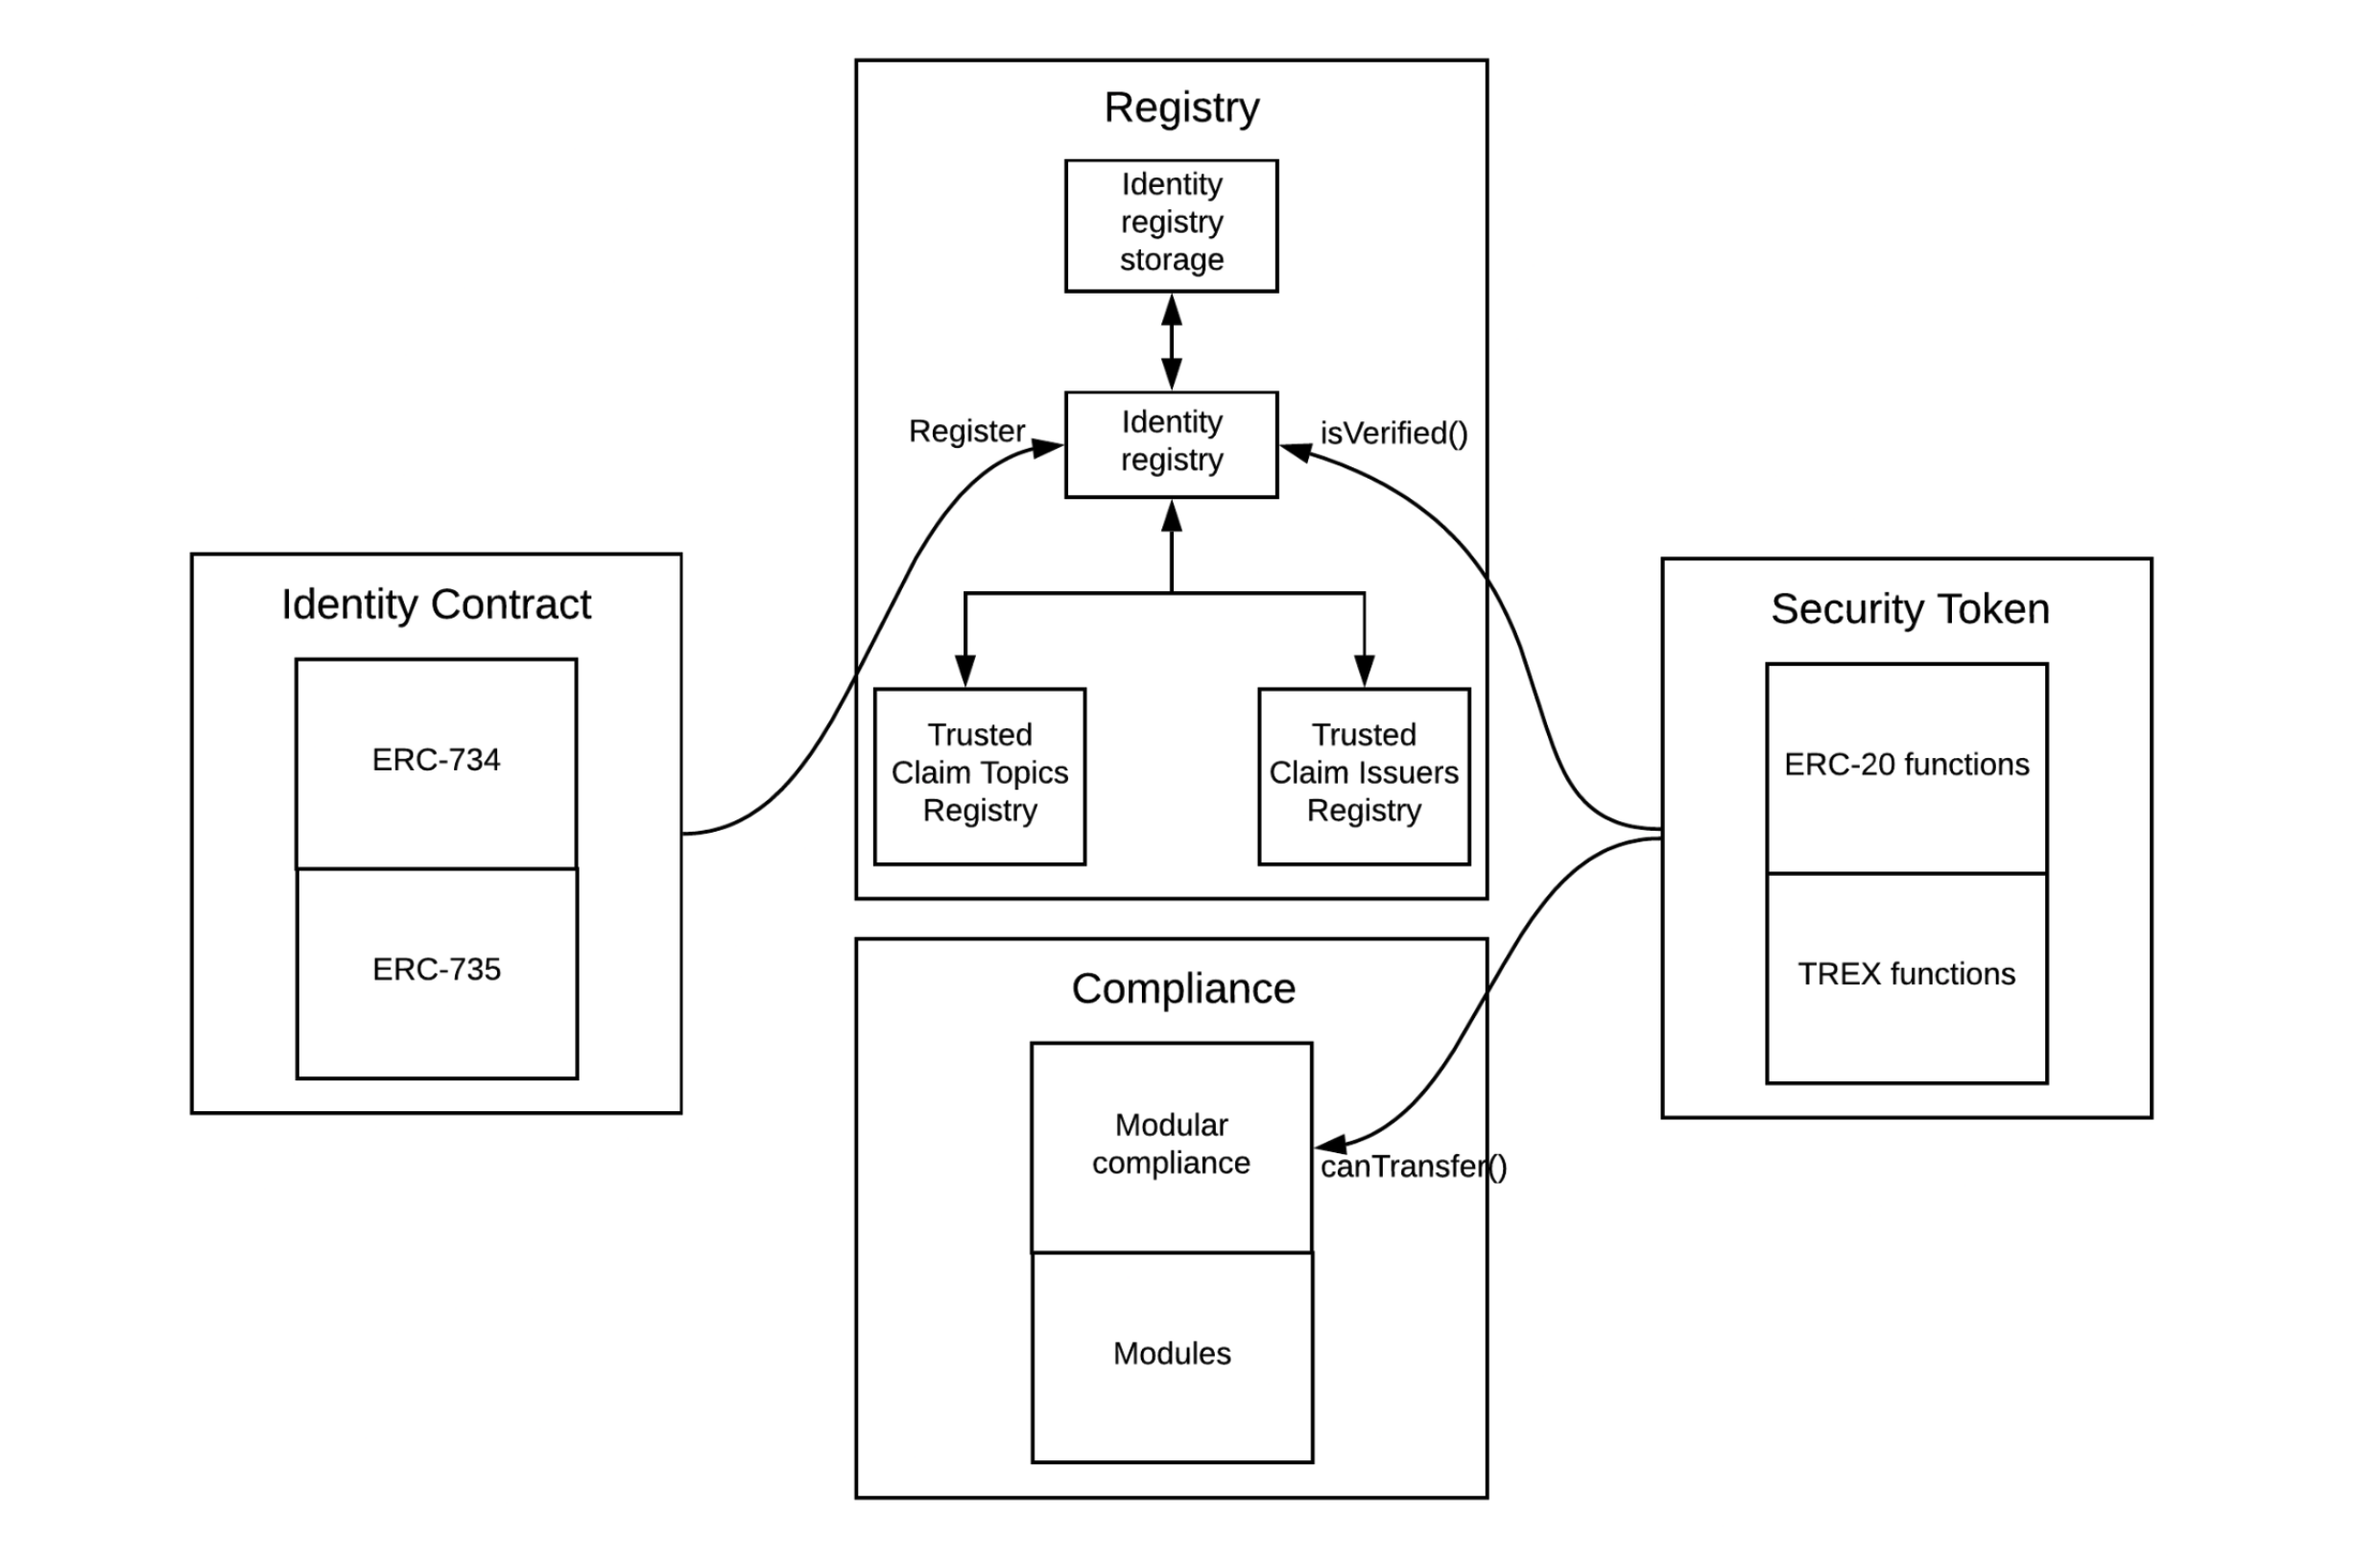 Registry
Identity
registry
storage
Register
Identity
registry
isVerified()
Identity Contract
ERC-734
ERC-735
Trusted
Claim Topics
Registry
Trusted
Claim Issuers
Registry
Security Token
ERC-20 functions
TREX functions
Compliance
Modular
compliance
canTransfer()
Modules